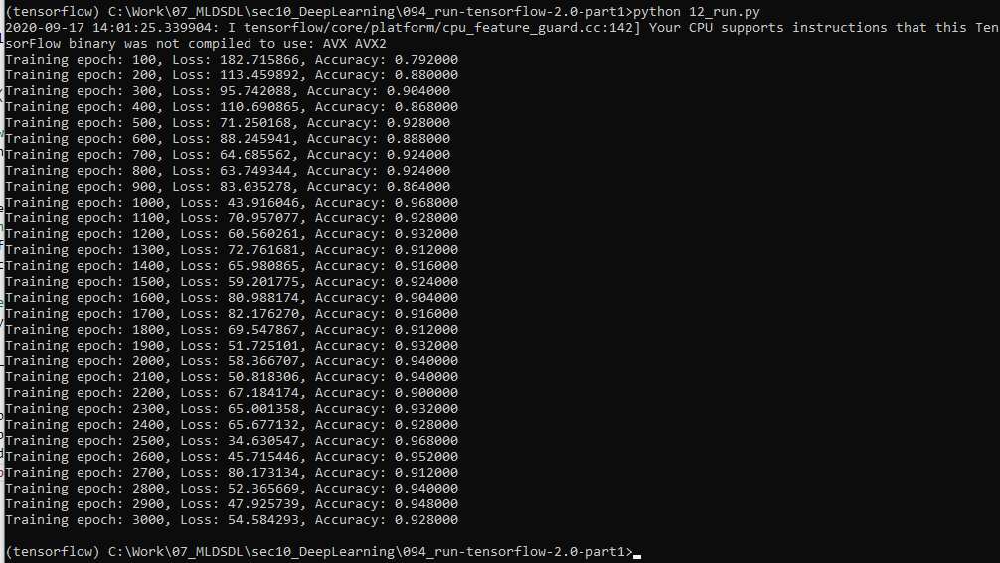 (tensorflow) C:\Work\07_MLDSDL\sec10_DeepLearning\094_run-tensorflow-2.0-part1>python 12_run.py
2020-09-17 14:01:25.339904: I tensorflow/core/platform/cpu_feature_guard.cc:142] Your CPU supports instructions that this Ten
sorFlow binary was not compiled to use: AVX AVX2
Training epoch: 100, Loss: 182.715866, Accuracy: 0.792000
Training epoch: 200, Loss: 113.459892, Accuracy: 0.880000
Training epoch: 300, Loss: 95.742088, Accuracy: 0.904000
Training epoch: 400, Loss: 110.690865, Accuracy: 0.868000
Training epoch: 500, Loss: 71.250168, Accuracy: 0.928000
Training epoch: 600, Loss: 88.245941, Accuracy: 0.888000
Training epoch: 700, Loss: 64.685562, Accuracy: 0.924000
Training epoch: 800, Loss: 63.749344, Accuracy: 0.924000
Training epoch: 900, Loss: 83.035278, Accuracy: 0.864000
Training epoch: 1000, Loss: 43.916046, Accuracy: 0.968000
Training epoch: 1100, Loss: 70.957077, Accuracy: 0.928000
Training epoch: 1200, Loss: 60.560261, Accuracy: 0.932000
Training epoch: 1300, Loss: 72.761681, Accuracy: 0.912000
Training epoch: 1400, Loss: 65.980865, Accuracy: 0.916000
Training epoch: 1500, Loss: 59.201775, Accuracy: 0.924000
Training epoch: 1600, Loss: 80.988174, Accuracy: 0.904000
Training epoch: 1700, Loss: 82.176270, Accuracy: 0.916000
Training epoch: 1800, Loss: 69.547867, Accuracy: 0.912000
Training epoch: 1900, Loss: 51.725101, Accuracy: 0.932000
Training epoch: 2000, Loss: 58.366707, Accuracy: 0.940000
Training epoch: 2100, Loss: 50.818306, Accuracy: 0.940000
Training epoch: 2200, Loss: 67.184174, Accuracy: 0.900000
Training epoch: 2300, Loss: 65.001358, Accuracy: 0.932000
Training epoch: 2400, Loss: 65.677132, Accuracy: 0.928000
Training epoch: 2500, Loss: 34.630547, Accuracy: 0.968000
Training epoch: 2600, Loss: 45.715446, Accuracy: 0.952000
Training epoch: 2700, Loss: 80.173134, Accuracy: 0.912000
Training epoch: 2800, Loss: 52.365669, Accuracy: 0.940000
Training epoch: 2900, Loss: 47.925739, Accuracy: 0.948000
Training epoch: 3000, Loss: 54.584293, Accuracy: 0.928000
(tensorflow) C:\Work\07_MLDSDL\sec10_DeepLearning\094_run-tensorflow-2.0-part1>